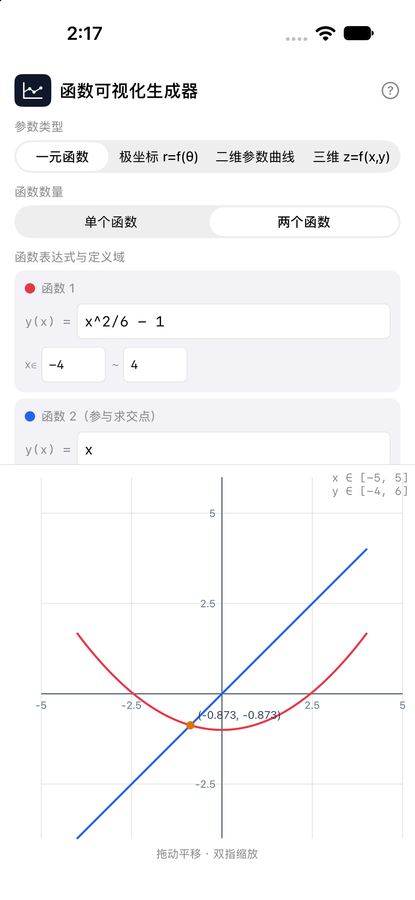 2:17
函数可视化生成器
参数类型
一元函数 极坐标 r=f(θ) 二维参数曲线 三维 z=f(x,y)
函数数量
单个函数 两个函数
函数表达式与定义域
函数 1
y(x) = x^2/6 − 1
x∈ −4 ~ 4
函数 2（参与求交点）
y(x) = x
x ∈ [−5, 5]
y ∈ [−4, 6]
5
2.5
-5 -2.5 2.5 5
(-0.873, -0.873)
-2.5
拖动平移 · 双指缩放